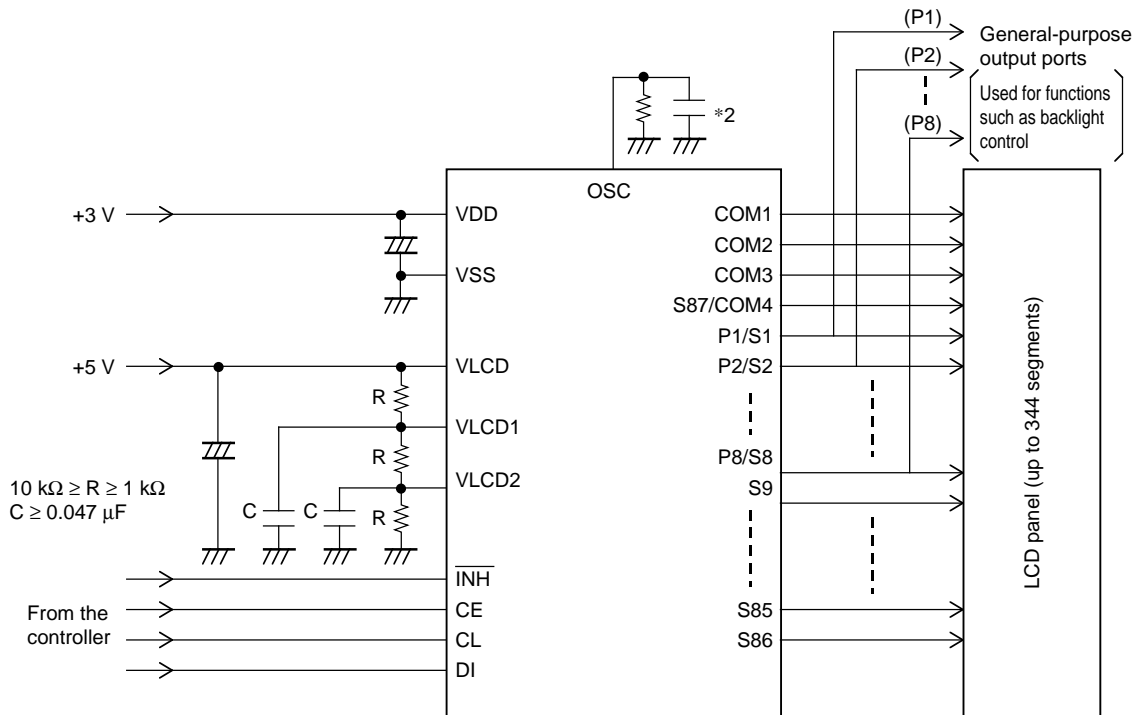 (P1)
General-purpose
output ports
(P2)
Used for functions
such as backlight
control
(P8)
*2
OSC
+3 V
VDD
VSS
+5 V
VLCD
R
VLCD1
R
VLCD2
10 kΩ ≥ R ≥ 1 kΩ
C ≥ 0.047 μF
C
C
R
INH
From the
controller
CE
CL
DI
COM1
COM2
COM3
S87/COM4
P1/S1
P2/S2
P8/S8
S9
S85
S86
LCD panel (up to 344 segments)